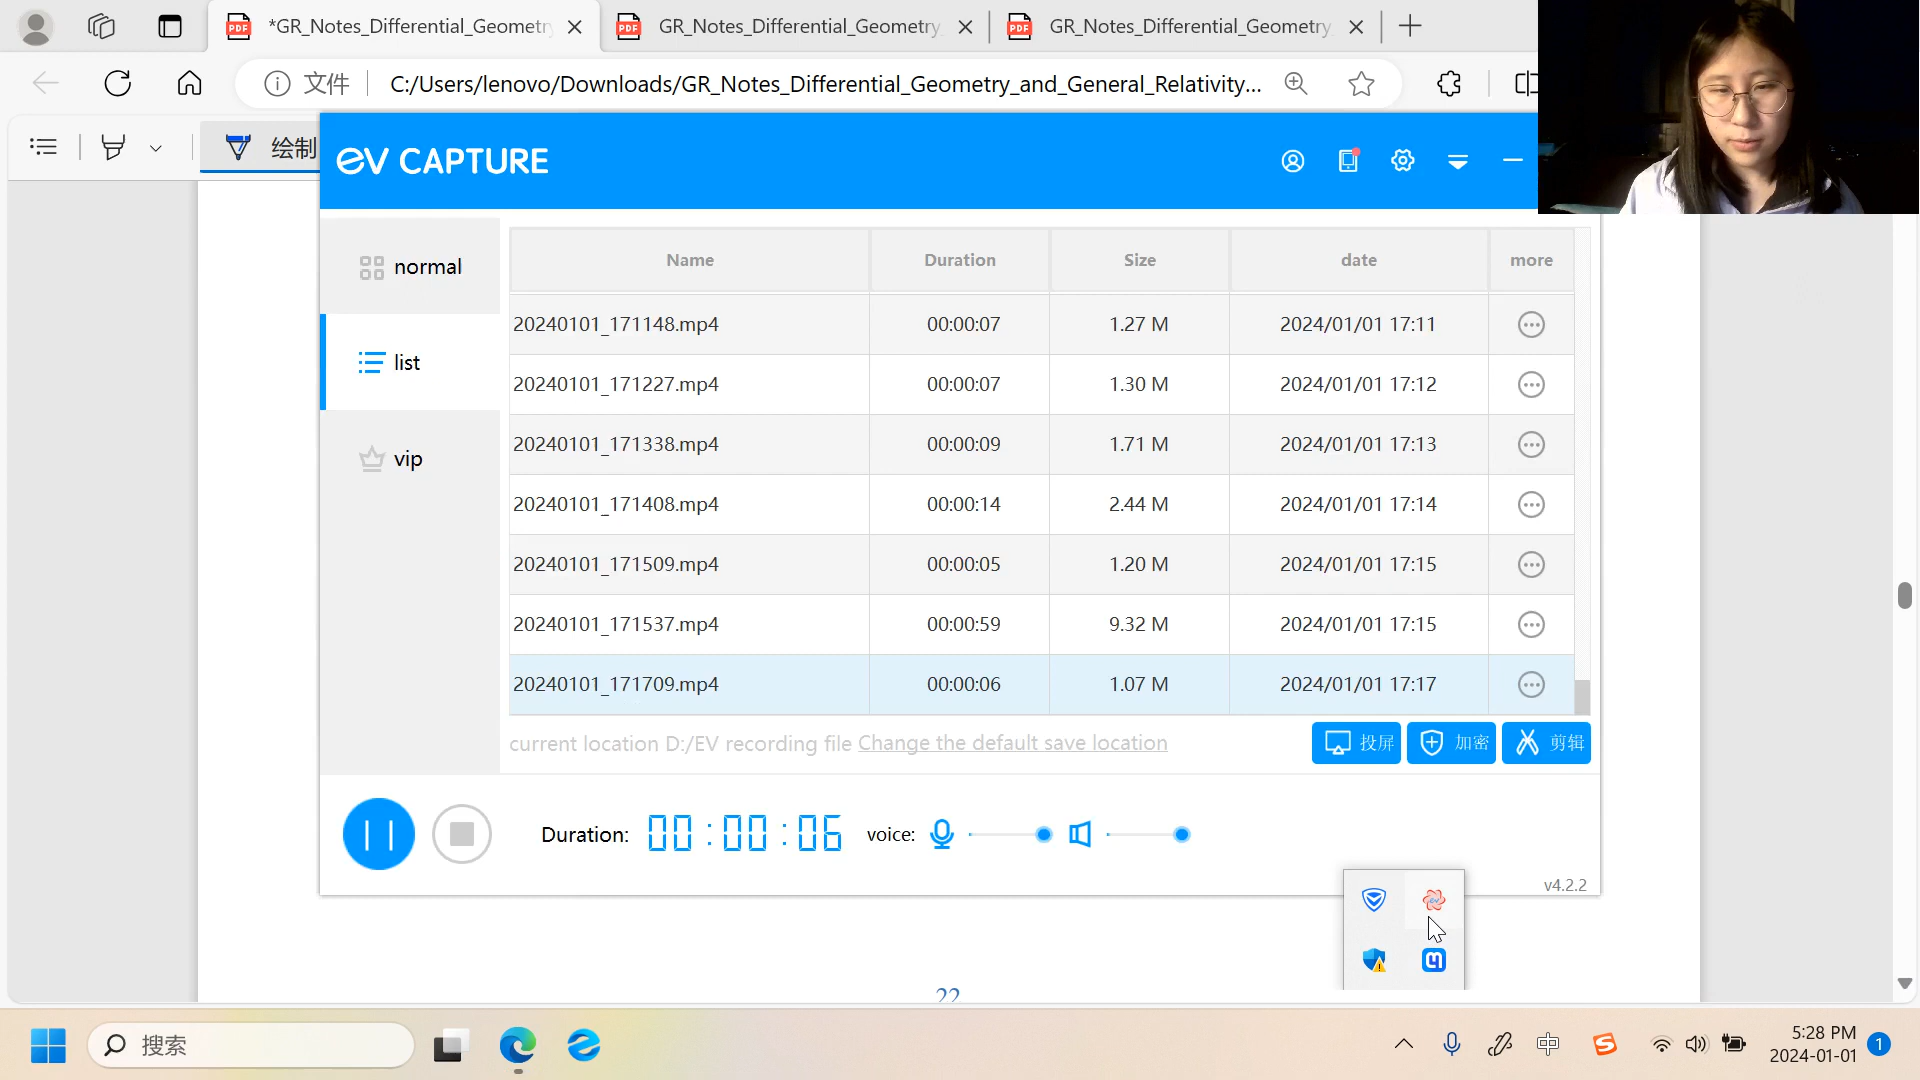 *GR_Notes_Differential_Geometr
GR_Notes_Differential_Geometry
GR_Notes_Differential_Geometry
文件
C:/Users/lenovo/Downloads/GR_Notes_Differential_Geometry_and_General_Relativity...
绘制
ev CAPTURE
normal
list
vip
Name Duration Size date more
20240101_171148.mp4 00:00:07 1.27 M 2024/01/01 17:11
20240101_171227.mp4 00:00:07 1.30 M 2024/01/01 17:12
20240101_171338.mp4 00:00:09 1.71 M 2024/01/01 17:13
20240101_171408.mp4 00:00:14 2.44 M 2024/01/01 17:14
20240101_171509.mp4 00:00:05 1.20 M 2024/01/01 17:15
20240101_171537.mp4 00:00:59 9.32 M 2024/01/01 17:15
20240101_171709.mp4 00:00:06 1.07 M 2024/01/01 17:17
current location D:/EV recording file Change the default save location
投屏
加密
剪辑
Duration: 00:00:06 voice:
v4.2.2
22
搜索
中
5:28 PM
2024-01-01
1